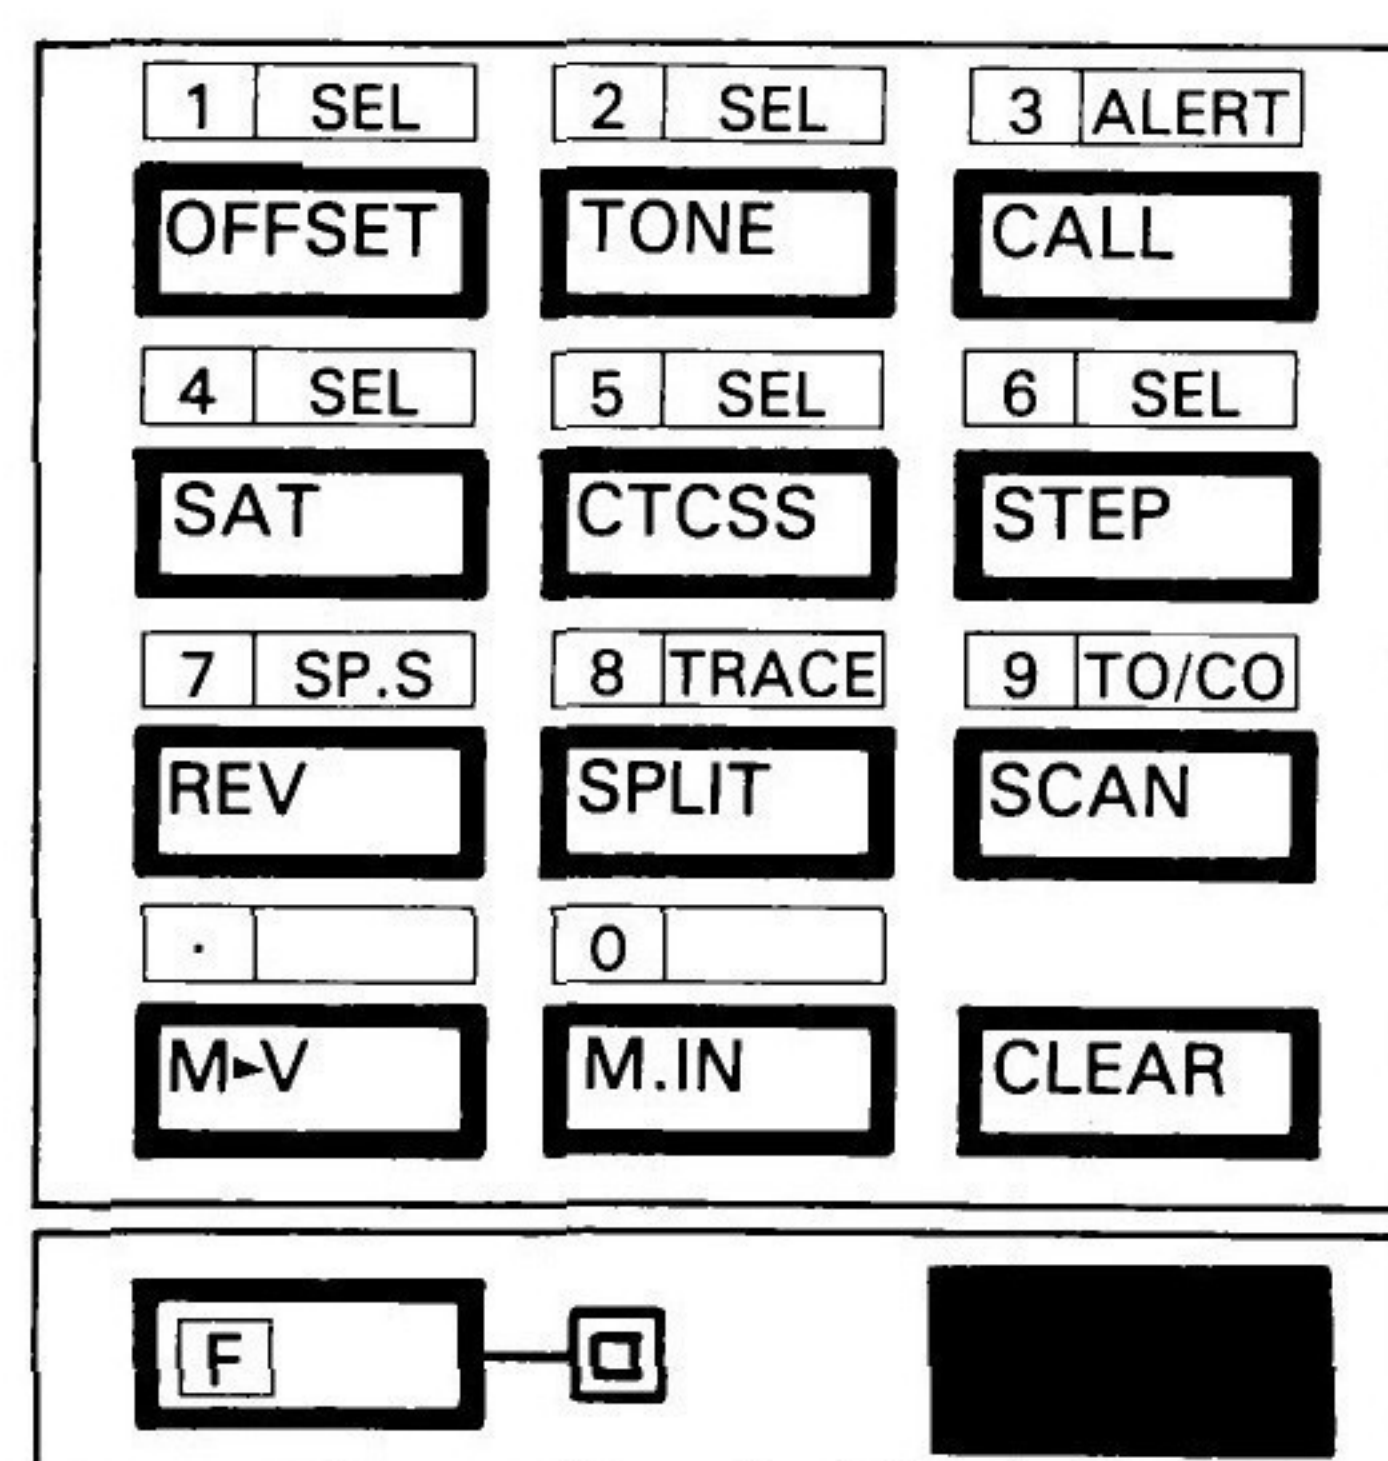 1 SEL 2 SEL 3 ALERT
OFFSET TONE CALL
4 SEL 5 SEL 6 SEL
SAT CTCSS STEP
7 SP.S 8 TRACE 9 TO/CO
REV SPLIT SCAN
· 0
M►V M.IN CLEAR
F